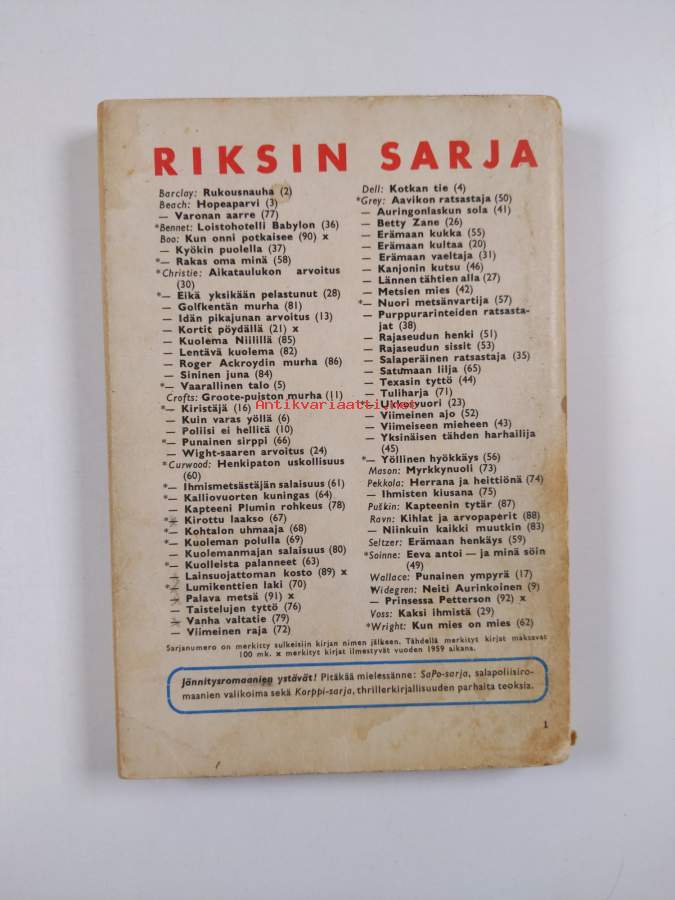 RIKSIN SARJA
Barclay: Rukousnauha (2)
Beach: Hopeaparvi (3)
— Varonan aarre (77)
*Bennet: Loistohotelli Babylon (36)
Boo: Kun onni potkaisee (90) x
— Kyökin puolella (37)
*— Rakas oma minä (58)
*Christie: Aikataulukon arvoitus
(30)
*— Eikä yksikään pelastunut (28)
— Golfkentän murha (81)
— Idän pikajunan arvoitus (13)
— Kortit pöydällä (21) x
— Kuolema Niilillä (85)
— Lentävä kuolema (82)
— Roger Ackroydin murha (86)
— Sininen juna (84)
*— Vaarallinen talo (5)
Crofts: Groote-puiston murha (11)
*— Kiristäjä (16)
— Kuin varas yöllä (6)
— Poliisi ei hellitä (10)
*— Punainen sirppi (66)
— Wight-saaren arvoitus (24)
*Curwood: Henkipaton uskollisuus
(60)
*— Ihmismetsästäjän salaisuus (61)
*— Kalliovuorten kuningas (64)
— Kapteeni Plumin rohkeus (78)
*— Kirottu laakso (67)
*— Kohtalon uhmaaja (68)
*— Kuoleman polulla (69)
— Kuolemanmajan salaisuus (80)
*— Kuolleista palanneet (63)
— Lainsuojattoman kosto (89) x
*— Lumikenttien laki (70)
— Palava metsä (91) x
— Taistelujen tyttö (76)
— Vanha valtatie (79)
— Viimeinen raja (72)
Dell: Kotkan tie (4)
*Grey: Aavikon ratsastaja (50)
— Auringonlaskun sola (41)
— Betty Zane (26)
— Erämaan kukka (55)
— Erämaan kultaa (20)
— Erämaan vaeltaja (31)
— Kanjonin kutsu (46)
— Lännen tähtien alla (27)
— Metsien mies (42)
*— Nuori metsänvartija (57)
— Purppurarinteiden ratsasta-
jat (38)
— Rajaseudun henki (51)
— Rajaseudun sissit (53)
— Salaperäinen ratsastaja (35)
— Satumaan lilja (65)
— Texasin tyttö (44)
— Tuliharja (71)
— Ukkovuori (23)
— Viimeinen ajo (52)
— Viimeiseen mieheen (43)
— Yksinäisen tähden harhailija
(45)
*— Yöllinen hyökkäys (56)
Mason: Myrkkynuoli (73)
Pekkola: Herrana ja heittiönä (74)
— Ihmisten kiusana (75)
Puškin: Kapteenin tytär (87)
Ravn: Kihlat ja arvopaperit (88)
— Niinkuin kaikki muutkin (83)
Seltzer: Erämaan henkäys (59)
*Soinne: Eeva antoi — ja minä söin
(49)
Wallace: Punainen ympyrä (17)
Widegren: Neiti Aurinkoinen (9)
— Prinsessa Petterson (92) x
Voss: Kaksi ihmistä (29)
*Wright: Kun mies on mies (62)
Antikvariaatti.net
Sarjanumero on merkitty sulkeisiin kirjan nimen jälkeen. Tähdellä merkityt kirjat maksavat
100 mk. x merkityt kirjat ilmestyvät vuoden 1959 aikana.
Jännitysromaanien ystävät! Pitäkää mielessänne: SaPo-sarja, salapoliisiro-
maanien valikoima sekä Korppi-sarja, thrillerkirjallisuuden parhaita teoksia.
1